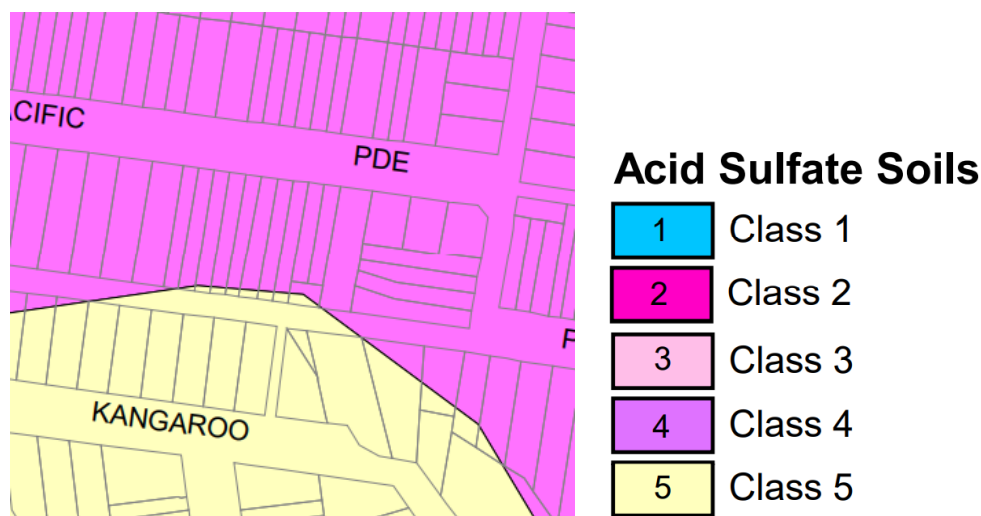 ACIFIC
PDE
P
KANGAROO
Acid Sulfate Soils
1 Class 1
2 Class 2
3 Class 3
4 Class 4
5 Class 5